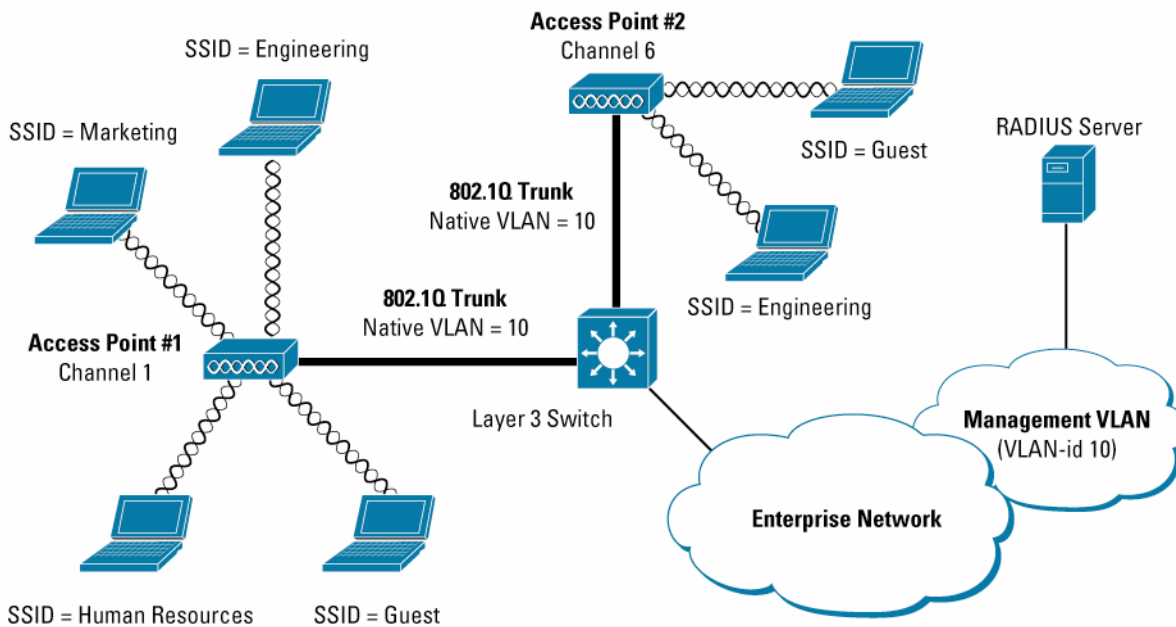 Access Point #2
Channel 6
SSID = Engineering
SSID = Marketing
RADIUS Server
SSID = Guest
802.1Q Trunk
Native VLAN = 10
802.1Q Trunk
Native VLAN = 10
SSID = Engineering
Access Point #1
Channel 1
Layer 3 Switch
Management VLAN
(VLAN-id 10)
Enterprise Network
SSID = Human Resources
SSID = Guest